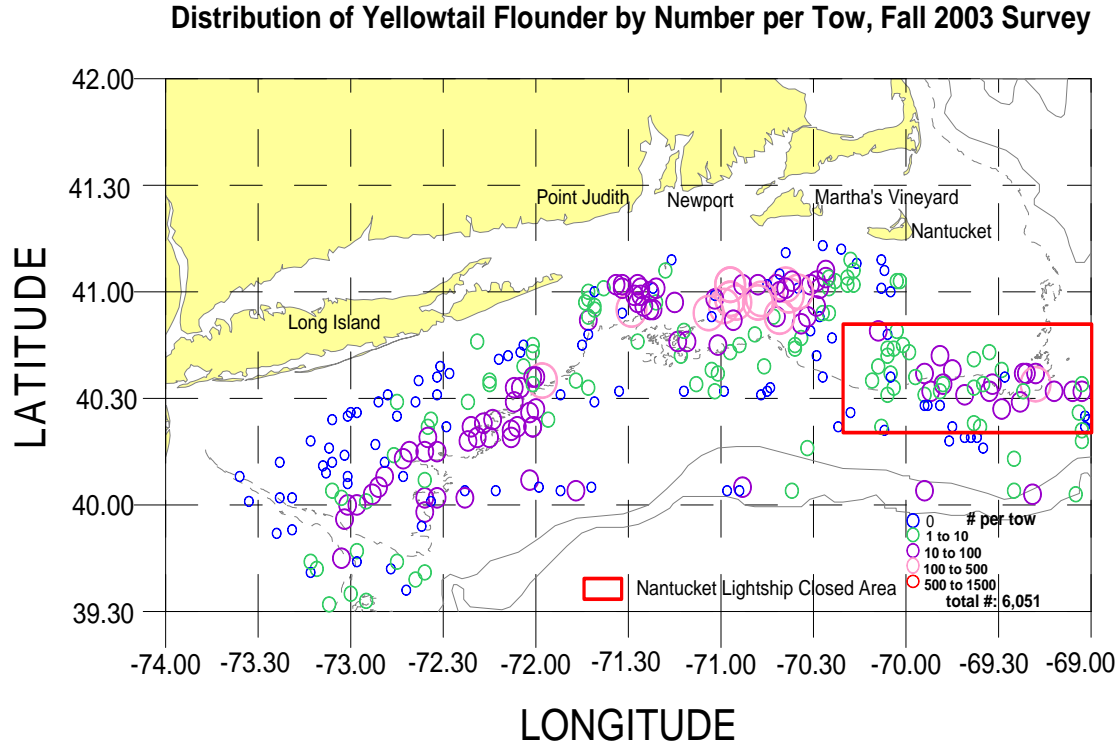 Distribution of Yellowtail Flounder by Number per Tow, Fall 2003 Survey
42.00
41.30
41.00
40.30
40.00
39.30
LATITUDE
Point Judith
Newport
Martha's Vineyard
Nantucket
Long Island
0 # per tow
1 to 10
10 to 100
100 to 500
500 to 1500
total #: 6,051
Nantucket Lightship Closed Area
-74.00 -73.30 -73.00 -72.30 -72.00 -71.30 -71.00 -70.30 -70.00 -69.30 -69.00
LONGITUDE